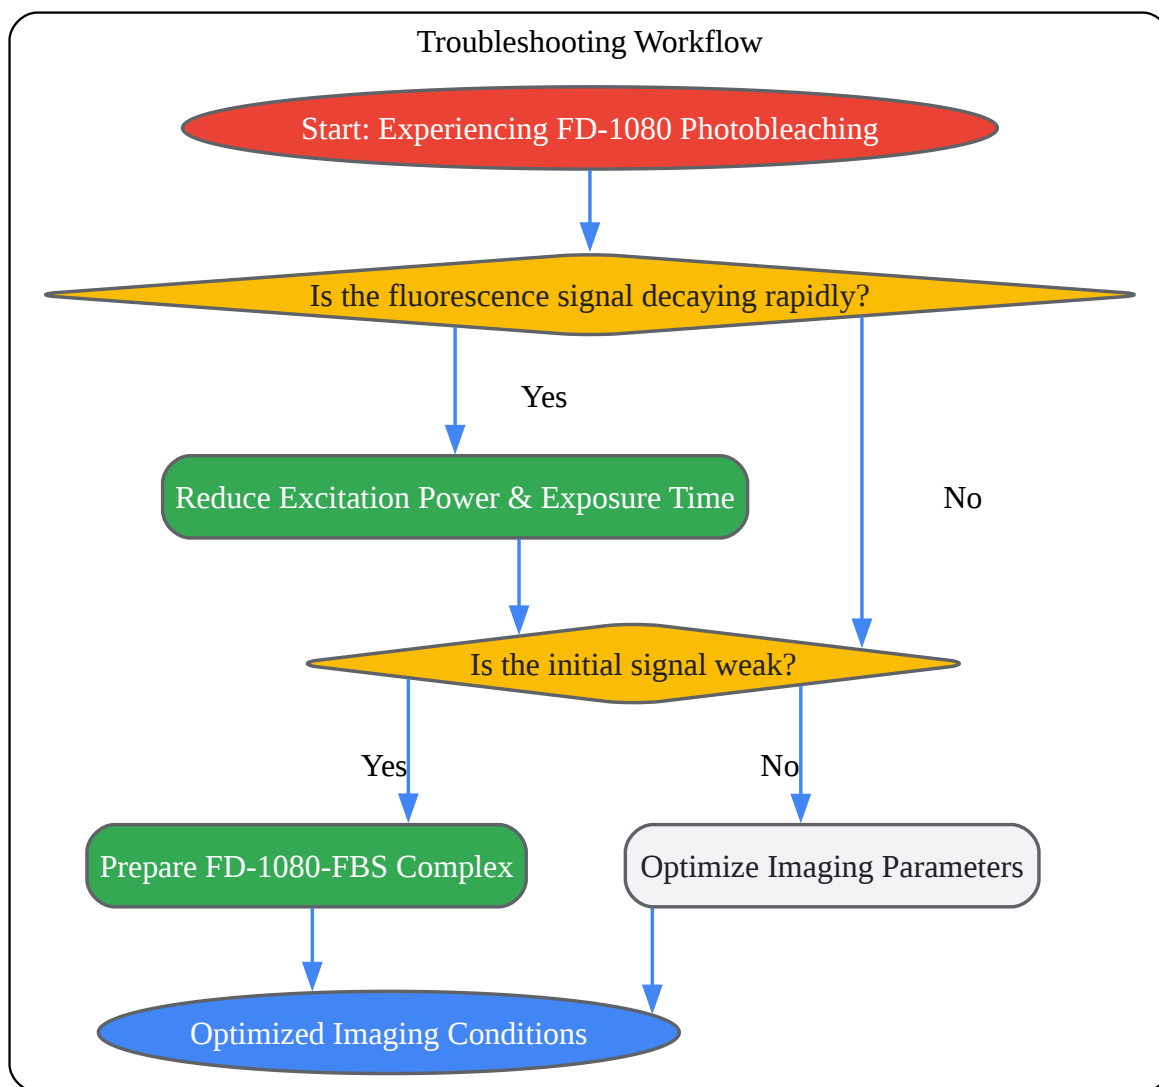 Troubleshooting Workflow
Start: Experiencing FD-1080 Photobleaching
Is the fluorescence signal decaying rapidly?
Yes
Reduce Excitation Power & Exposure Time
No
Is the initial signal weak?
Yes
No
Prepare FD-1080-FBS Complex
Optimize Imaging Parameters
Optimized Imaging Conditions